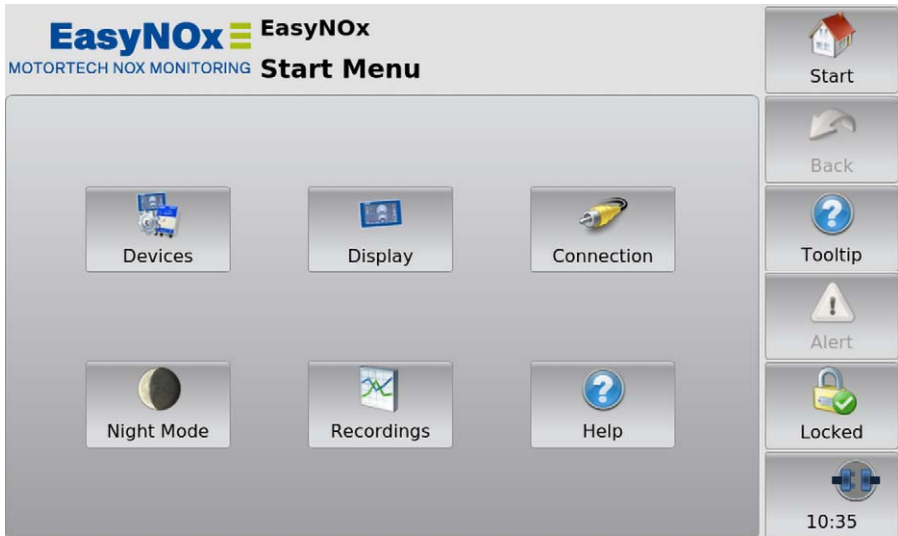 EasyNOx
MOTORTECH NOX MONITORING
EasyNOx
Start Menu
Devices
Display
Connection
Night Mode
Recordings
Help
Start
Back
Tooltip
Alert
Locked
10:35